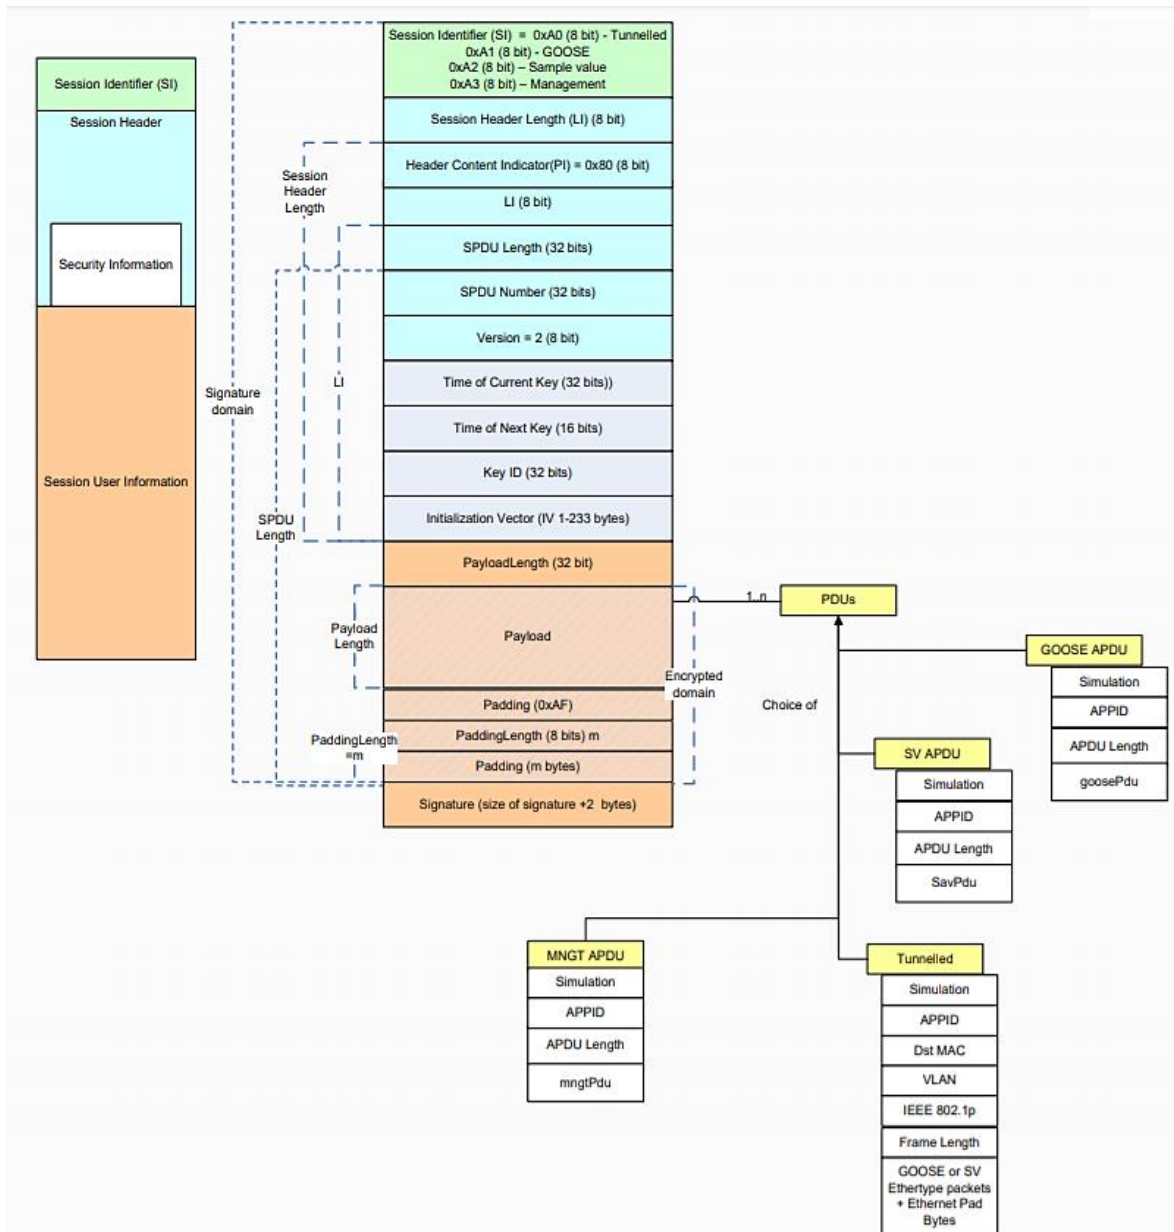 Session Identifier (SI)
Session Header
Security Information
Session User Information
Signature
domain
Session
Header
Length
LI
SPDU
Length
Payload
Length
PaddingLength
=m
Session Identifier (SI) = 0xA0 (8 bit) - Tunnelled
0xA1 (8 bit) - GOOSE
0xA2 (8 bit) – Sample value
0xA3 (8 bit) – Management
Session Header Length (LI) (8 bit)
Header Content Indicator(PI) = 0x80 (8 bit)
LI (8 bit)
SPDU Length (32 bits)
SPDU Number (32 bits)
Version = 2 (8 bit)
Time of Current Key (32 bits))
Time of Next Key (16 bits)
Key ID (32 bits)
Initialization Vector (IV 1-233 bytes)
PayloadLength (32 bit)
Payload
Padding (0xAF)
PaddingLength (8 bits) m
Padding (m bytes)
Signature (size of signature +2 bytes)
Encrypted
domain
1..n
PDUs
Choice of
GOOSE APDU
Simulation
APPID
APDU Length
goosePdu
SV APDU
Simulation
APPID
APDU Length
SavPdu
MNGT APDU
Simulation
APPID
APDU Length
mngtPdu
Tunnelled
Simulation
APPID
Dst MAC
VLAN
IEEE 802.1p
Frame Length
GOOSE or SV
Ethertype packets
+ Ethernet Pad
Bytes